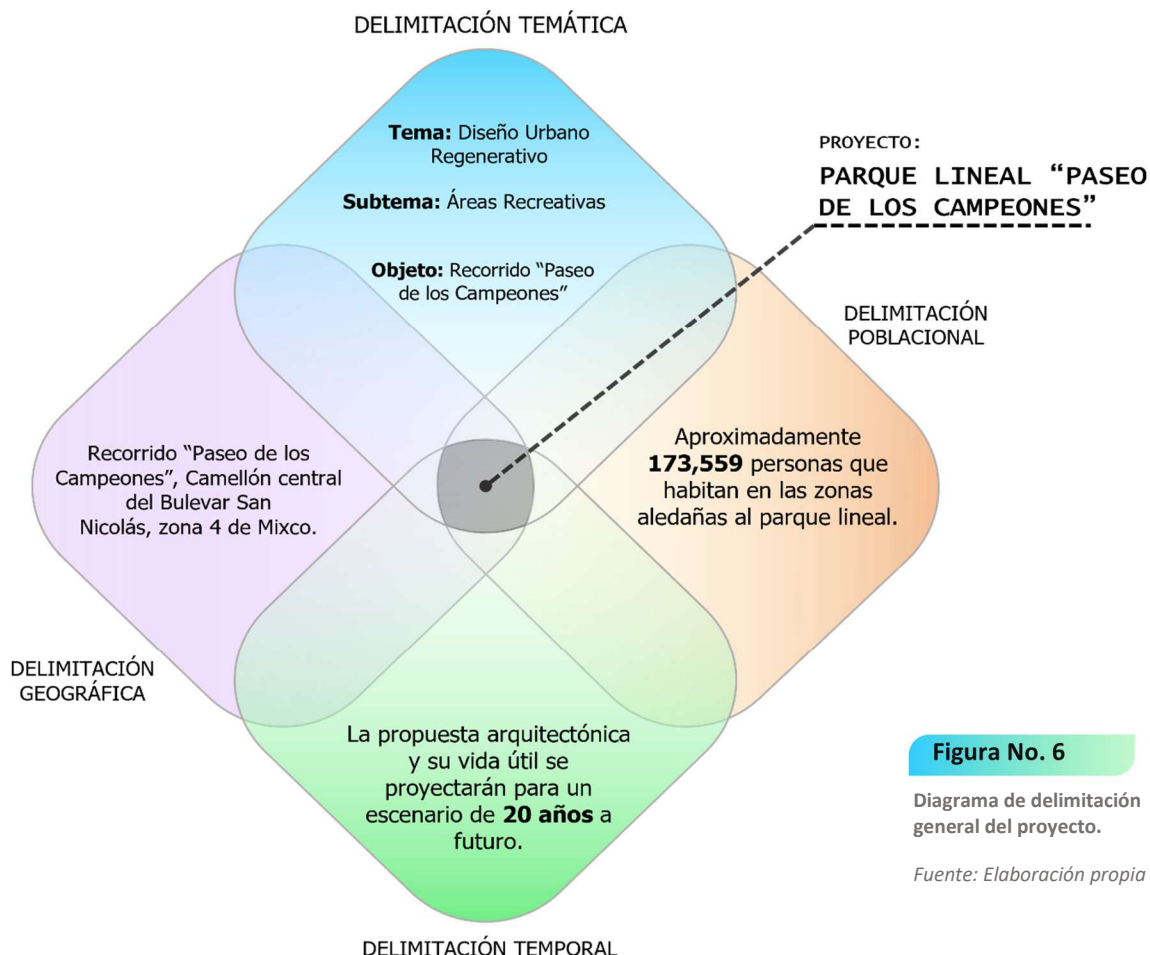 DELIMITACIÓN TEMÁTICA
Tema: Diseño Urbano
Regenerativo
Subtema: Áreas Recreativas
Objeto: Recorrido “Paseo
de los Campeones”
PROYECTO:
PARQUE LINEAL “PASEO
DE LOS CAMPEONES”
DELIMITACIÓN
POBLACIONAL
Aproximadamente
173,559 personas que
habitan en las zonas
aledañas al parque lineal.
Recorrido “Paseo de los
Campeones”, Camellón central
del Bulevar San
Nicolás, zona 4 de Mixco.
DELIMITACIÓN
GEOGRÁFICA
La propuesta arquitectónica
y su vida útil se
proyectarán para un
escenario de 20 años a
futuro.
DELIMITACIÓN TEMPORAL
Figura No. 6
Diagrama de delimitación
general del proyecto.
Fuente: Elaboración propia